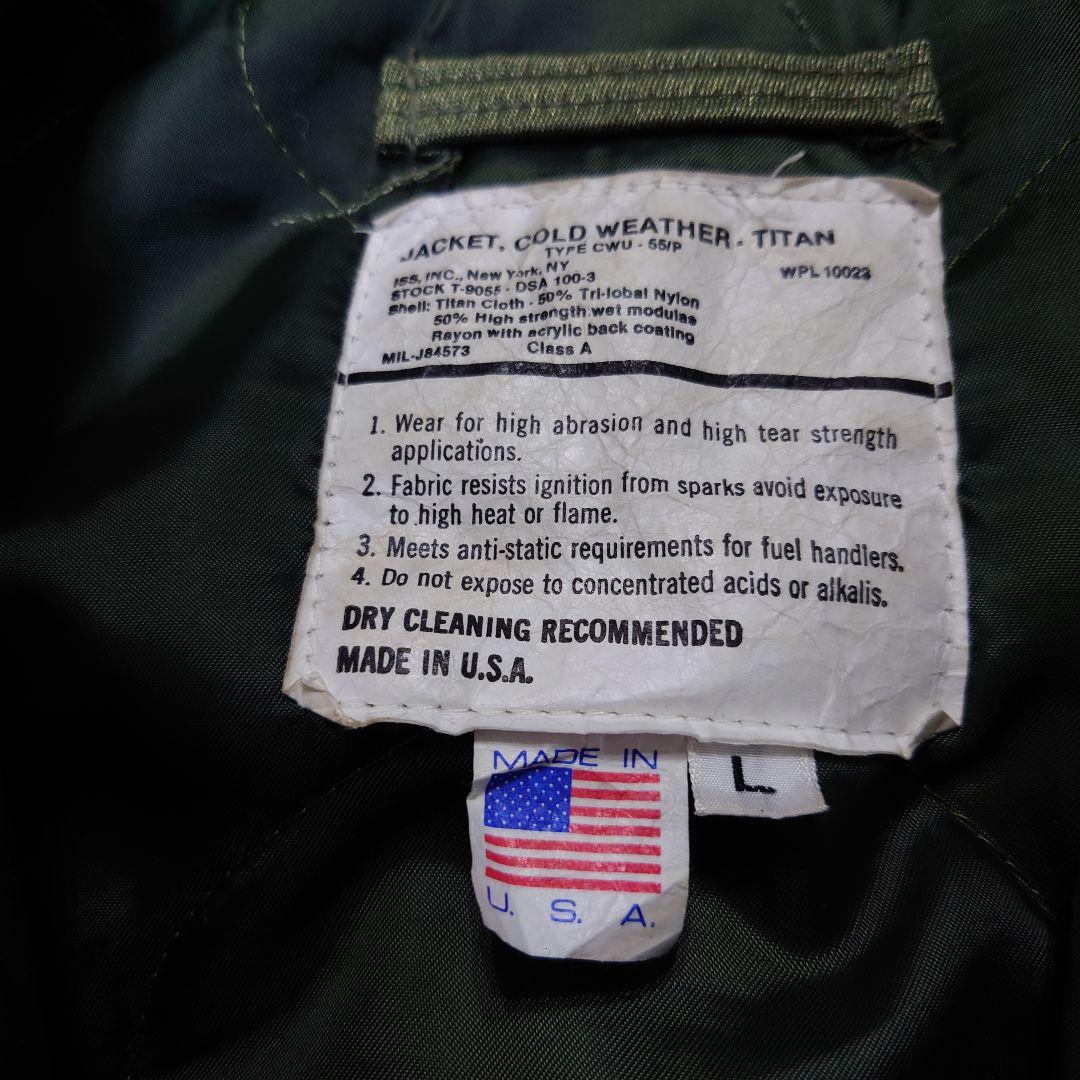 JACKET, COLD WEATHER - TITAN
TYPE CWU - 55/P
ISS, INC., New York, NY
WPL 10023
STOCK T-9055 - DSA 100-3
Shell: Titan Cloth - 50% Tri-lobal Nylon
50% High strength wet modulas
Rayon with acrylic back coating
MIL-J84573 Class A
1. Wear for high abrasion and high tear strength
applications.
2. Fabric resists ignition from sparks avoid exposure
to high heat or flame.
3. Meets anti-static requirements for fuel handlers.
4. Do not expose to concentrated acids or alkalis.
DRY CLEANING RECOMMENDED
MADE IN U.S.A.
MADE IN
U. S. A.
L